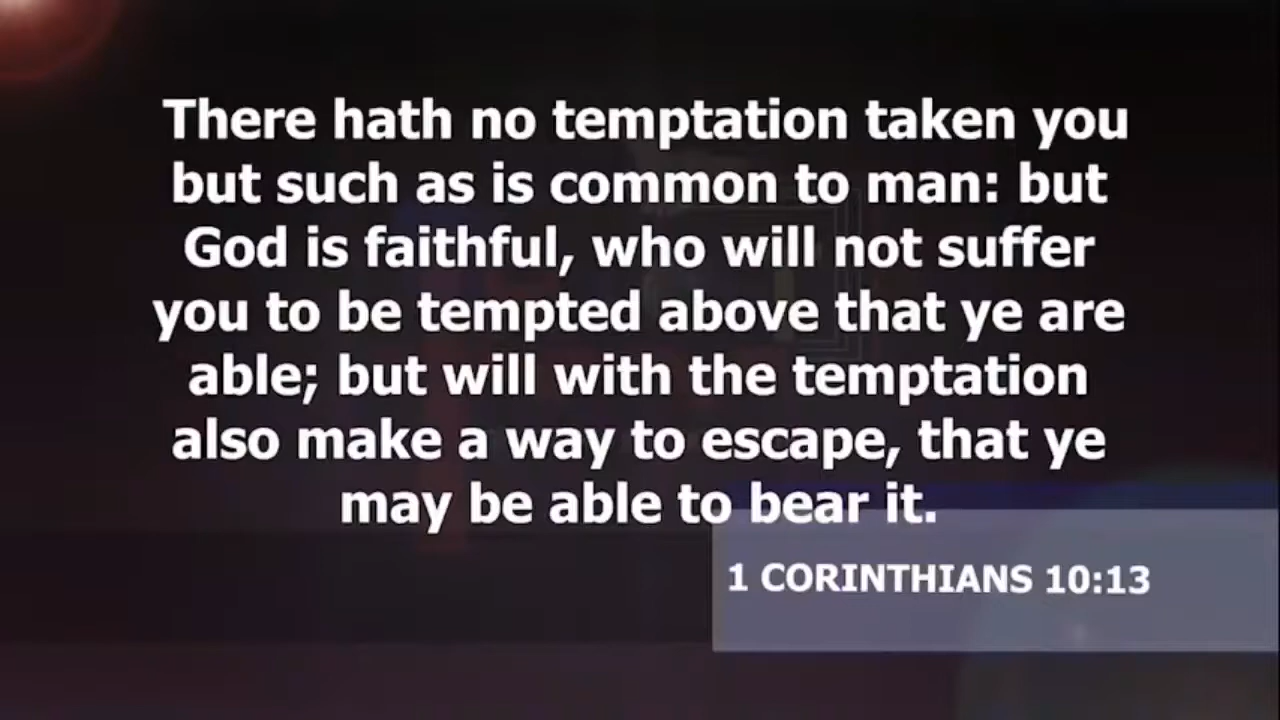 There hath no temptation taken you
but such as is common to man: but
God is faithful, who will not suffer
you to be tempted above that ye are
able; but will with the temptation
also make a way to escape, that ye
may be able to bear it.
1 CORINTHIANS 10:13